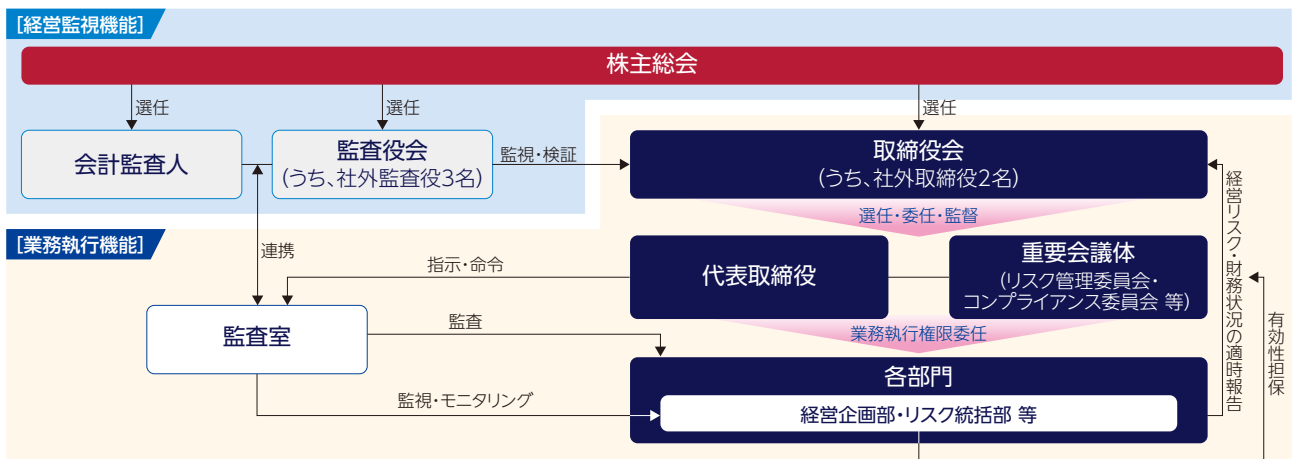 [経営監視機能]
株主総会
選任
選任
選任
会計監査人
監査役会
(うち、社外監査役3名)
監視・検証
取締役会
(うち、社外取締役2名)
選任・委任・監督
[業務執行機能]
連携
指示・命令
代表取締役
重要会議体
(リスク管理委員会・
コンプライアンス委員会 等)
経営リスク・財務状況の適時報告
有効性担保
監査室
監査
業務執行権限委任
各部門
監視・モニタリング
経営企画部・リスク統括部 等